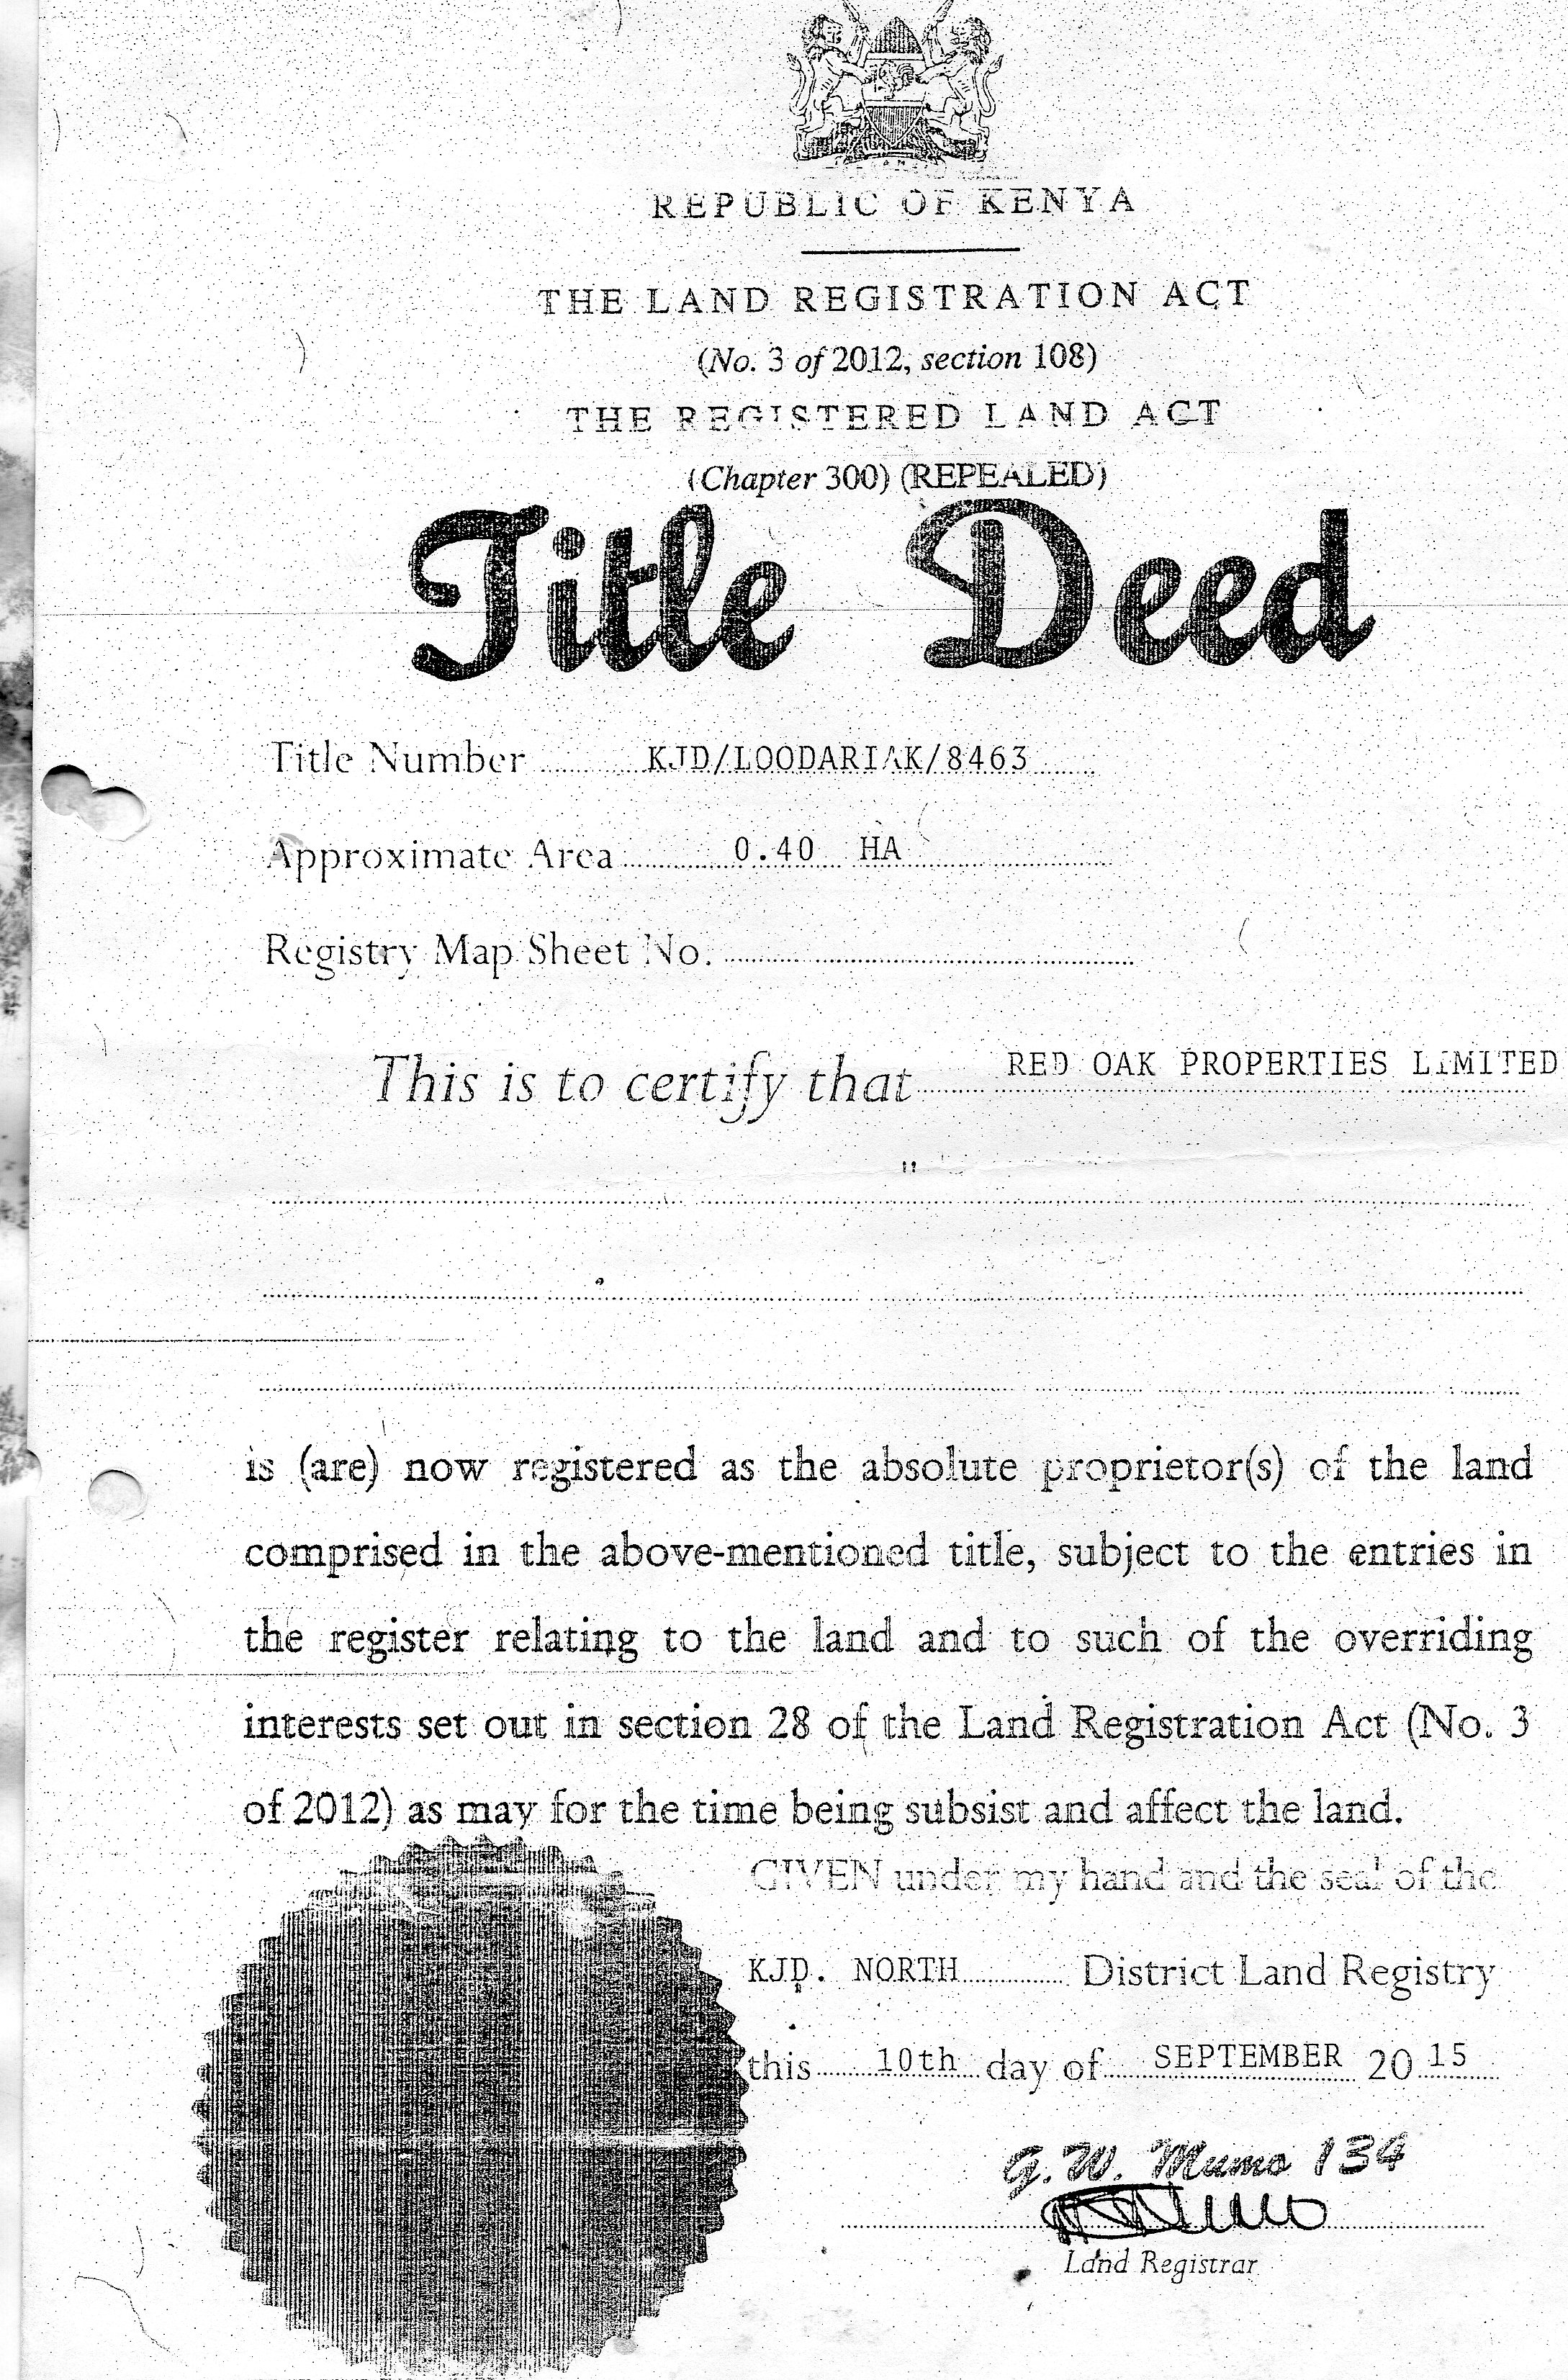 REPUBLIC OF KENYA
THE LAND REGISTRATION ACT
(No. 3 of 2012, section 108)
THE REGISTERED LAND ACT
(Chapter 300) (REPEALED)
Title Deed
Title Number KJD/LOODARIAK/8463
Approximate Area 0.40 HA
Registry Map Sheet No.
This is to certify that RED OAK PROPERTIES LIMITED
"
is (are) now registered as the absolute proprietor(s) of the land
comprised in the above-mentioned title, subject to the entries in
the register relating to the land and to such of the overriding
interests set out in section 28 of the Land Registration Act (No. 3
of 2012) as may for the time being subsist and affect the land.
GIVEN under my hand and the seal of the
KJD. NORTH District Land Registry
this 10th day of SEPTEMBER 20 15
G.W. Mumo 134
Land Registrar